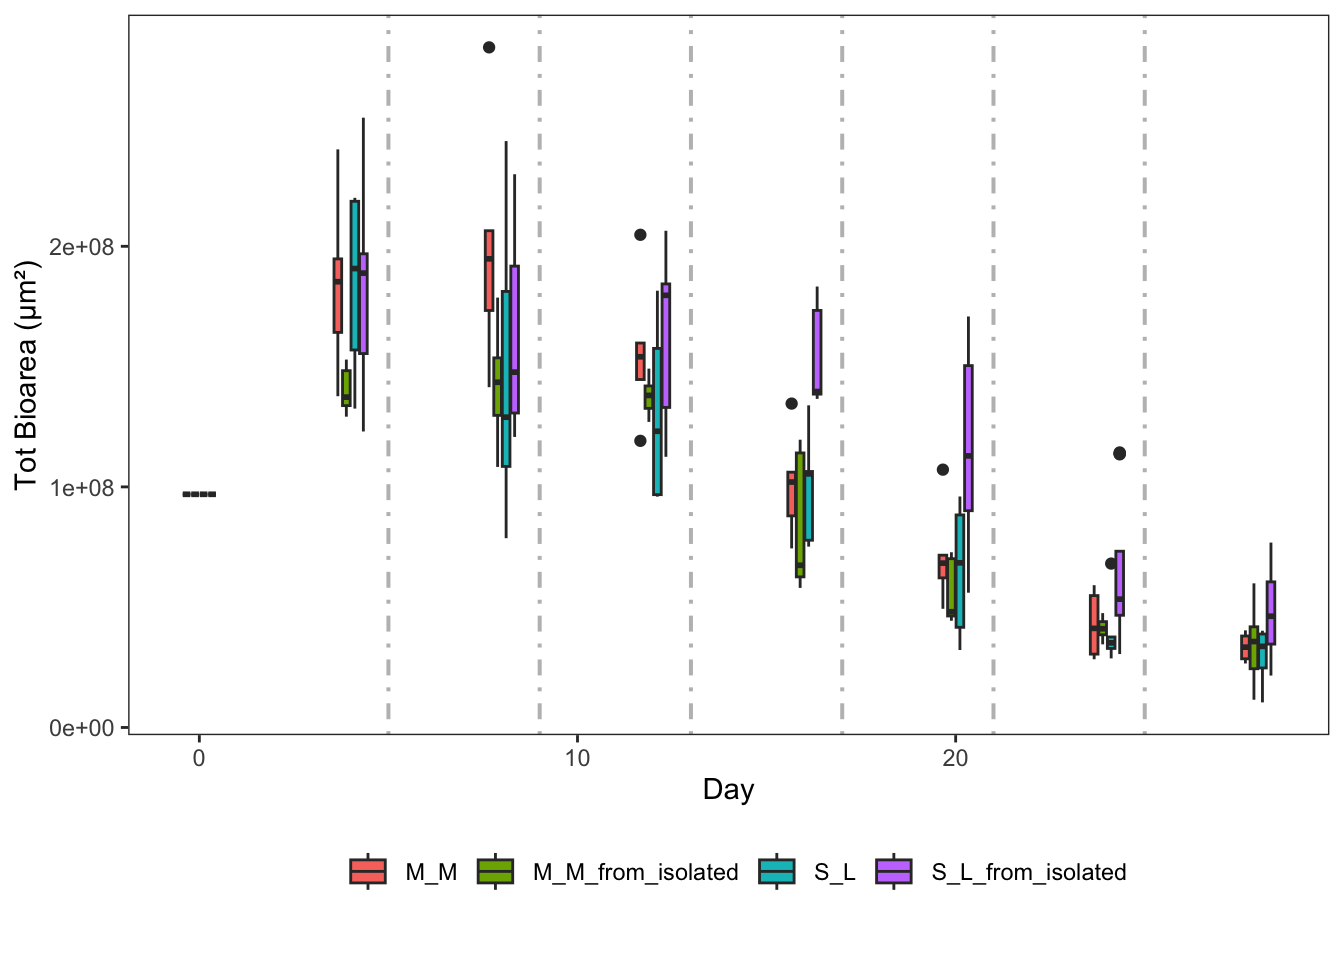 Tot Bioarea (µm²)
2e+08
1e+08
0e+00
0 10 20
Day
M_M M_M_from_isolated S_L S_L_from_isolated